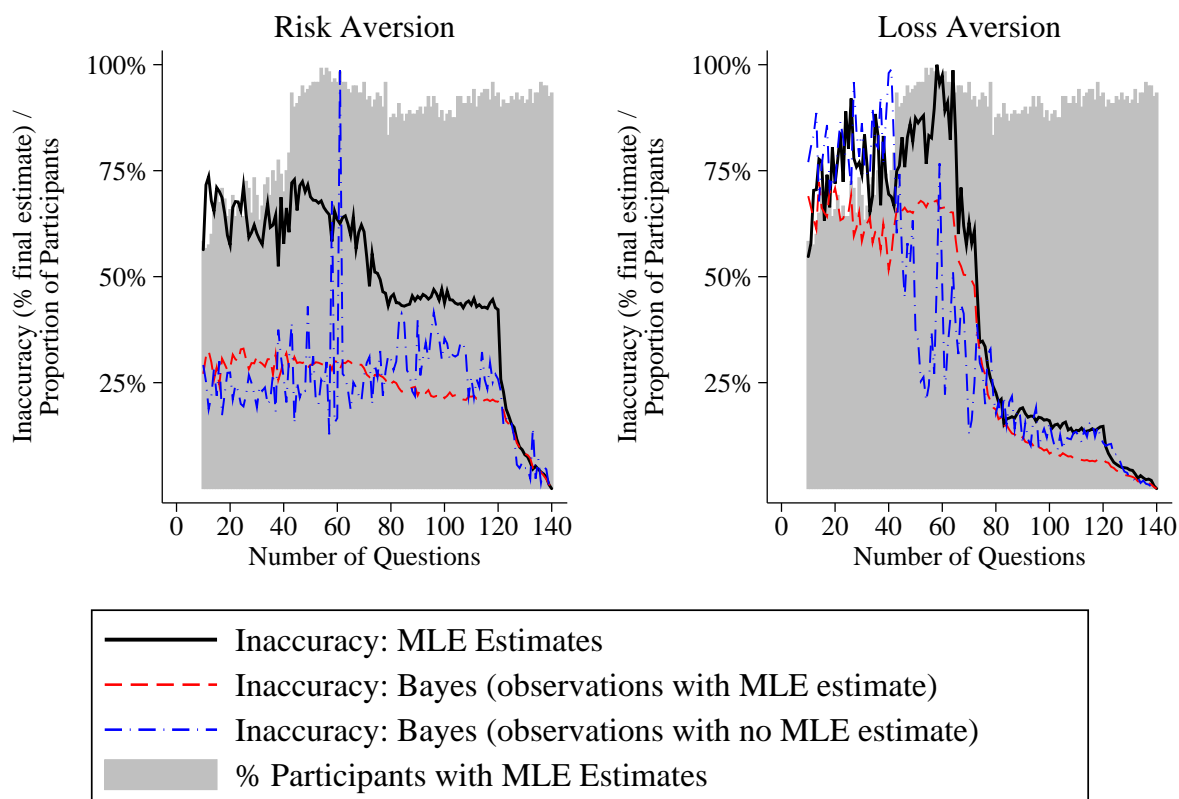 Risk Aversion
Inaccuracy (% final estimate) /
Proportion of Participants
100%
75%
50%
25%
0 20 40 60 80 100 120 140
Number of Questions
Loss Aversion
Inaccuracy (% final estimate) /
Proportion of Participants
100%
75%
50%
25%
0 20 40 60 80 100 120 140
Number of Questions
Inaccuracy: MLE Estimates
Inaccuracy: Bayes (observations with MLE estimate)
Inaccuracy: Bayes (observations with no MLE estimate)
% Participants with MLE Estimates